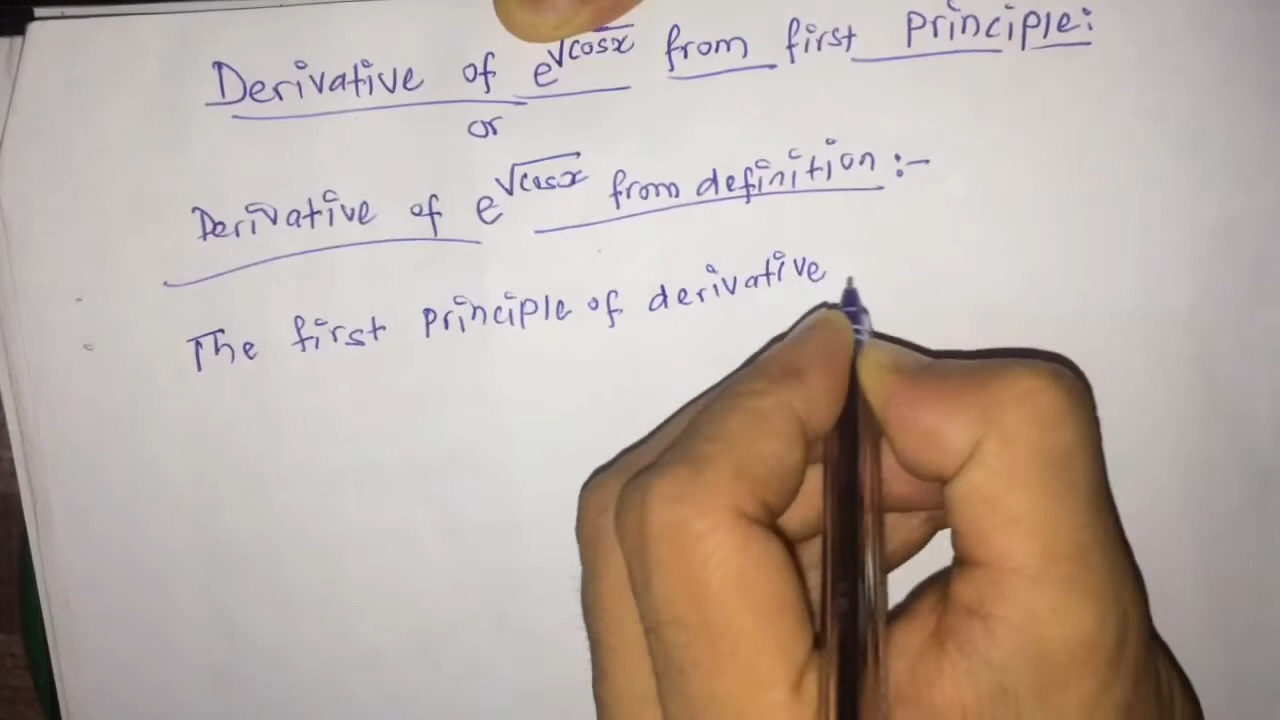 Derivative of e^√cosx from first principle:
or
Derivative of e^√cosx from definition :-
The first principle of derivative